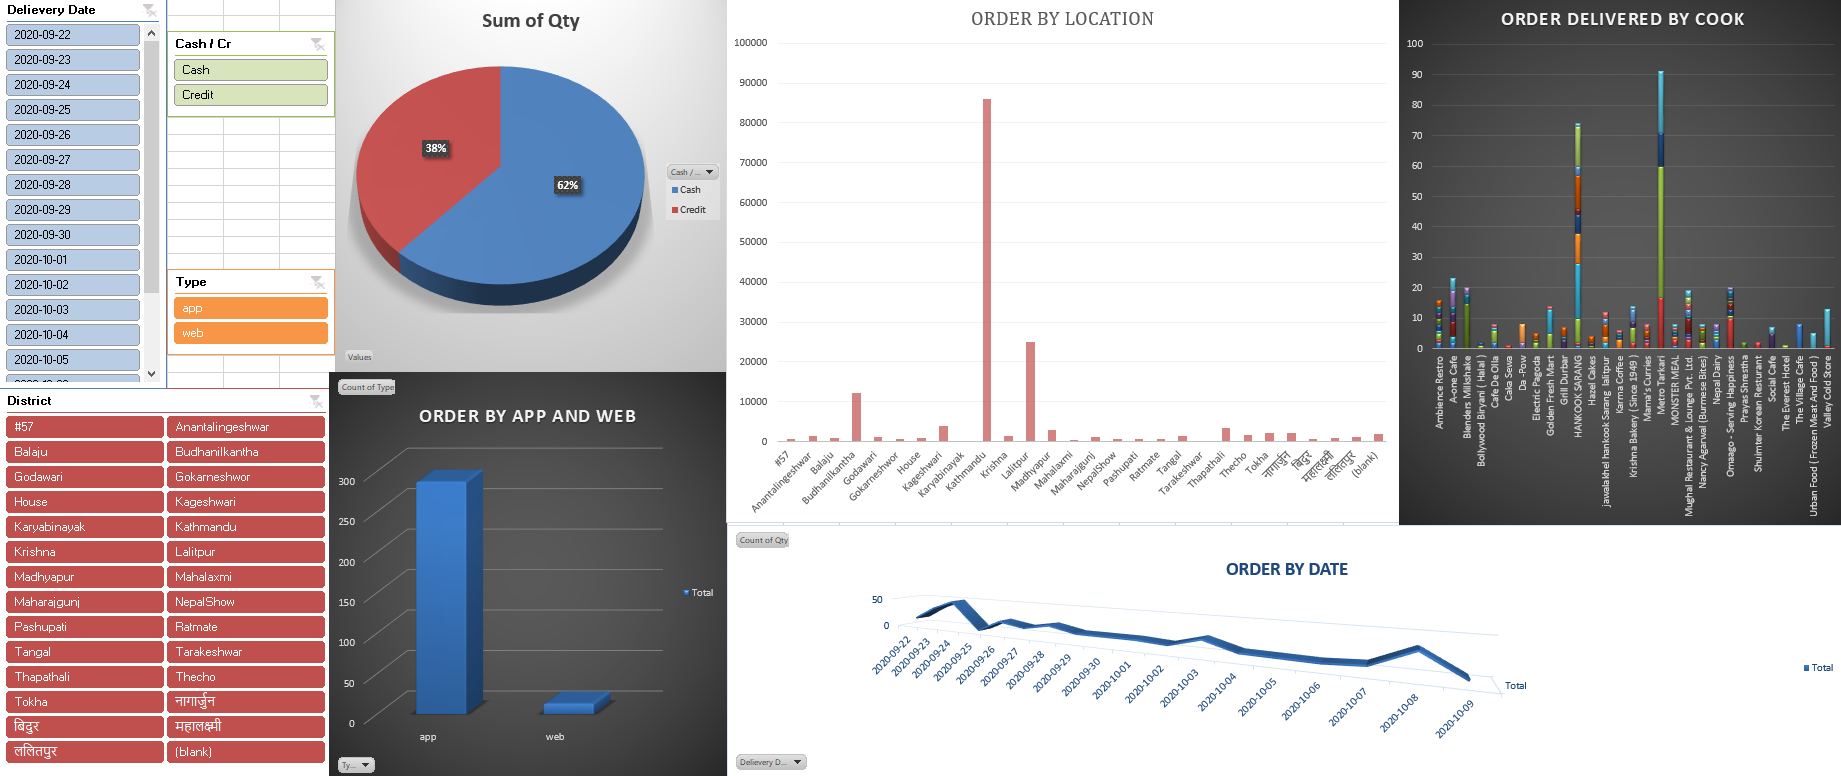 Delievery Date
2020-09-22
2020-09-23
2020-09-24
2020-09-25
2020-09-26
2020-09-27
2020-09-28
2020-09-29
2020-09-30
2020-10-01
2020-10-02
2020-10-03
2020-10-04
2020-10-05
Cash / Cr
Cash
Credit
Type
app
web
District
#57 Anantalingeshwar
Balaju Budhanilkantha
Godawari Gokarneshwor
House Kageshwari
Karyabinayak Kathmandu
Krishna Lalitpur
Madhyapur Mahalaxmi
Maharajgunj NepalShow
Pashupati Ratmate
Tangal Tarakeshwar
Thapathali Thecho
Tokha नागार्जुन
बिदुर महालक्ष्मी
ललितपुर (blank)
Sum of Qty
38%
62%
Cash / ...
Cash
Credit
Values
Count of Type
ORDER BY APP AND WEB
300
250
200
150
100
50
0
app web
Total
Ty...
ORDER BY LOCATION
100000
90000
80000
70000
60000
50000
40000
30000
20000
10000
0
#57
Anantalingeshwar
Balaju
Budhanilkantha
Godawari
Gokarneshwor
House
Kageshwari
Karyabinayak
Kathmandu
Krishna
Lalitpur
Madhyapur
Mahalaxmi
Maharajgunj
NepalShow
Pashupati
Ratmate
Tangal
Tarakeshwar
Thapathali
Thecho
Tokha
नागार्जुन
बिदुर
महालक्ष्मी
ललितपुर
(blank)
ORDER DELIVERED BY COOK
100
90
80
70
60
50
40
30
20
10
0
Ambience Restro
A-one Cafe
Blenders Milkshake
Bollywood Biryani ( Halal )
Cafe De Olla
Caka Sewa
Da -Pow
Electric Pagoda
Golden Fresh Mart
Grill Durbar
HANKOOK SARANG
Hazel Cakes
jawalakhel hankook Sarang lalitpur
Karma Coffee
Krishna Bakery ( Since 1949 )
Mama's Curries
Metro Tarkari
MONSTER MEAL
Mughal Restaurant & Lounge Pvt. Ltd.
Nancy Agarwal (Burmese Bites)
Nepal Dairy
Omaago - Serving Happiness
Prayas Shrestha
Shuimter Korean Resturant
Social Cafe
The Everest Hotel
The Village Cafe
Urban Food ( Frozen Meat And Food )
Valley Cold Store
Count of Qty
ORDER BY DATE
50
0
2020-09-22
2020-09-23
2020-09-24
2020-09-25
2020-09-26
2020-09-27
2020-09-28
2020-09-29
2020-09-30
2020-10-01
2020-10-02
2020-10-03
2020-10-04
2020-10-05
2020-10-06
2020-10-07
2020-10-08
2020-10-09
Total
Total
Delievery D...